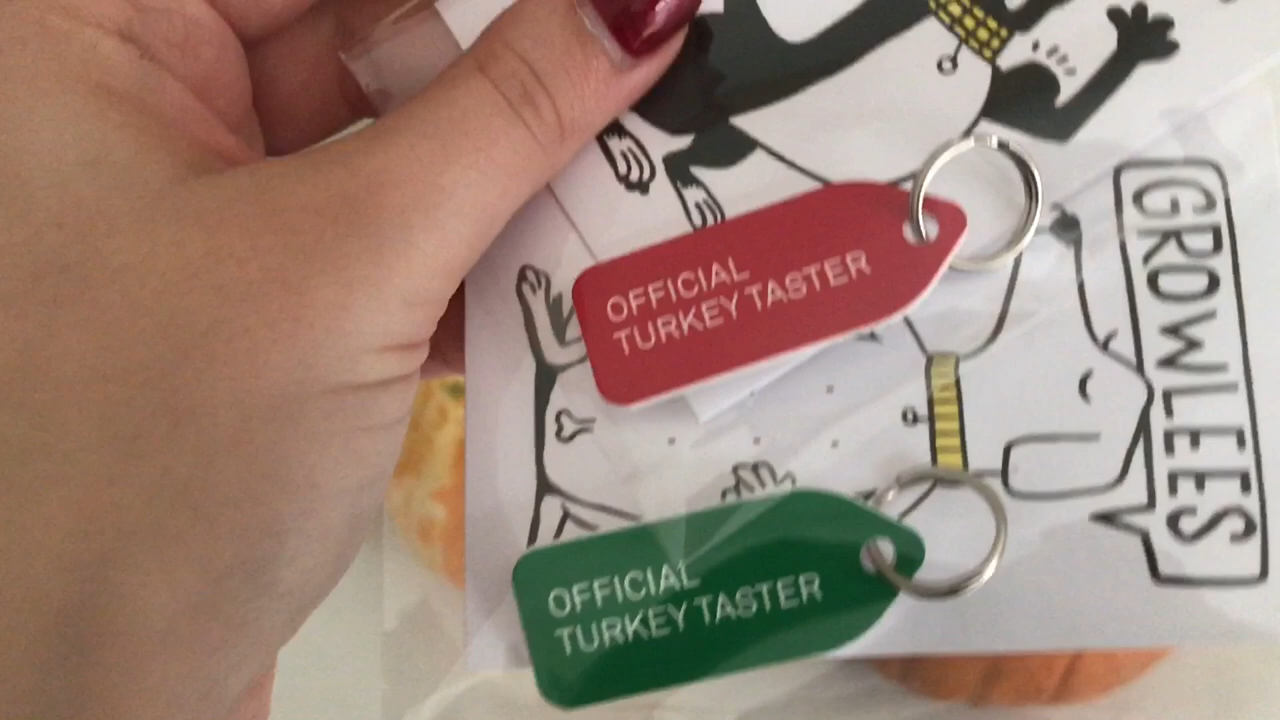 OFFICIAL
TURKEY TASTER
GROWLEES
OFFICIAL
TURKEY TASTER